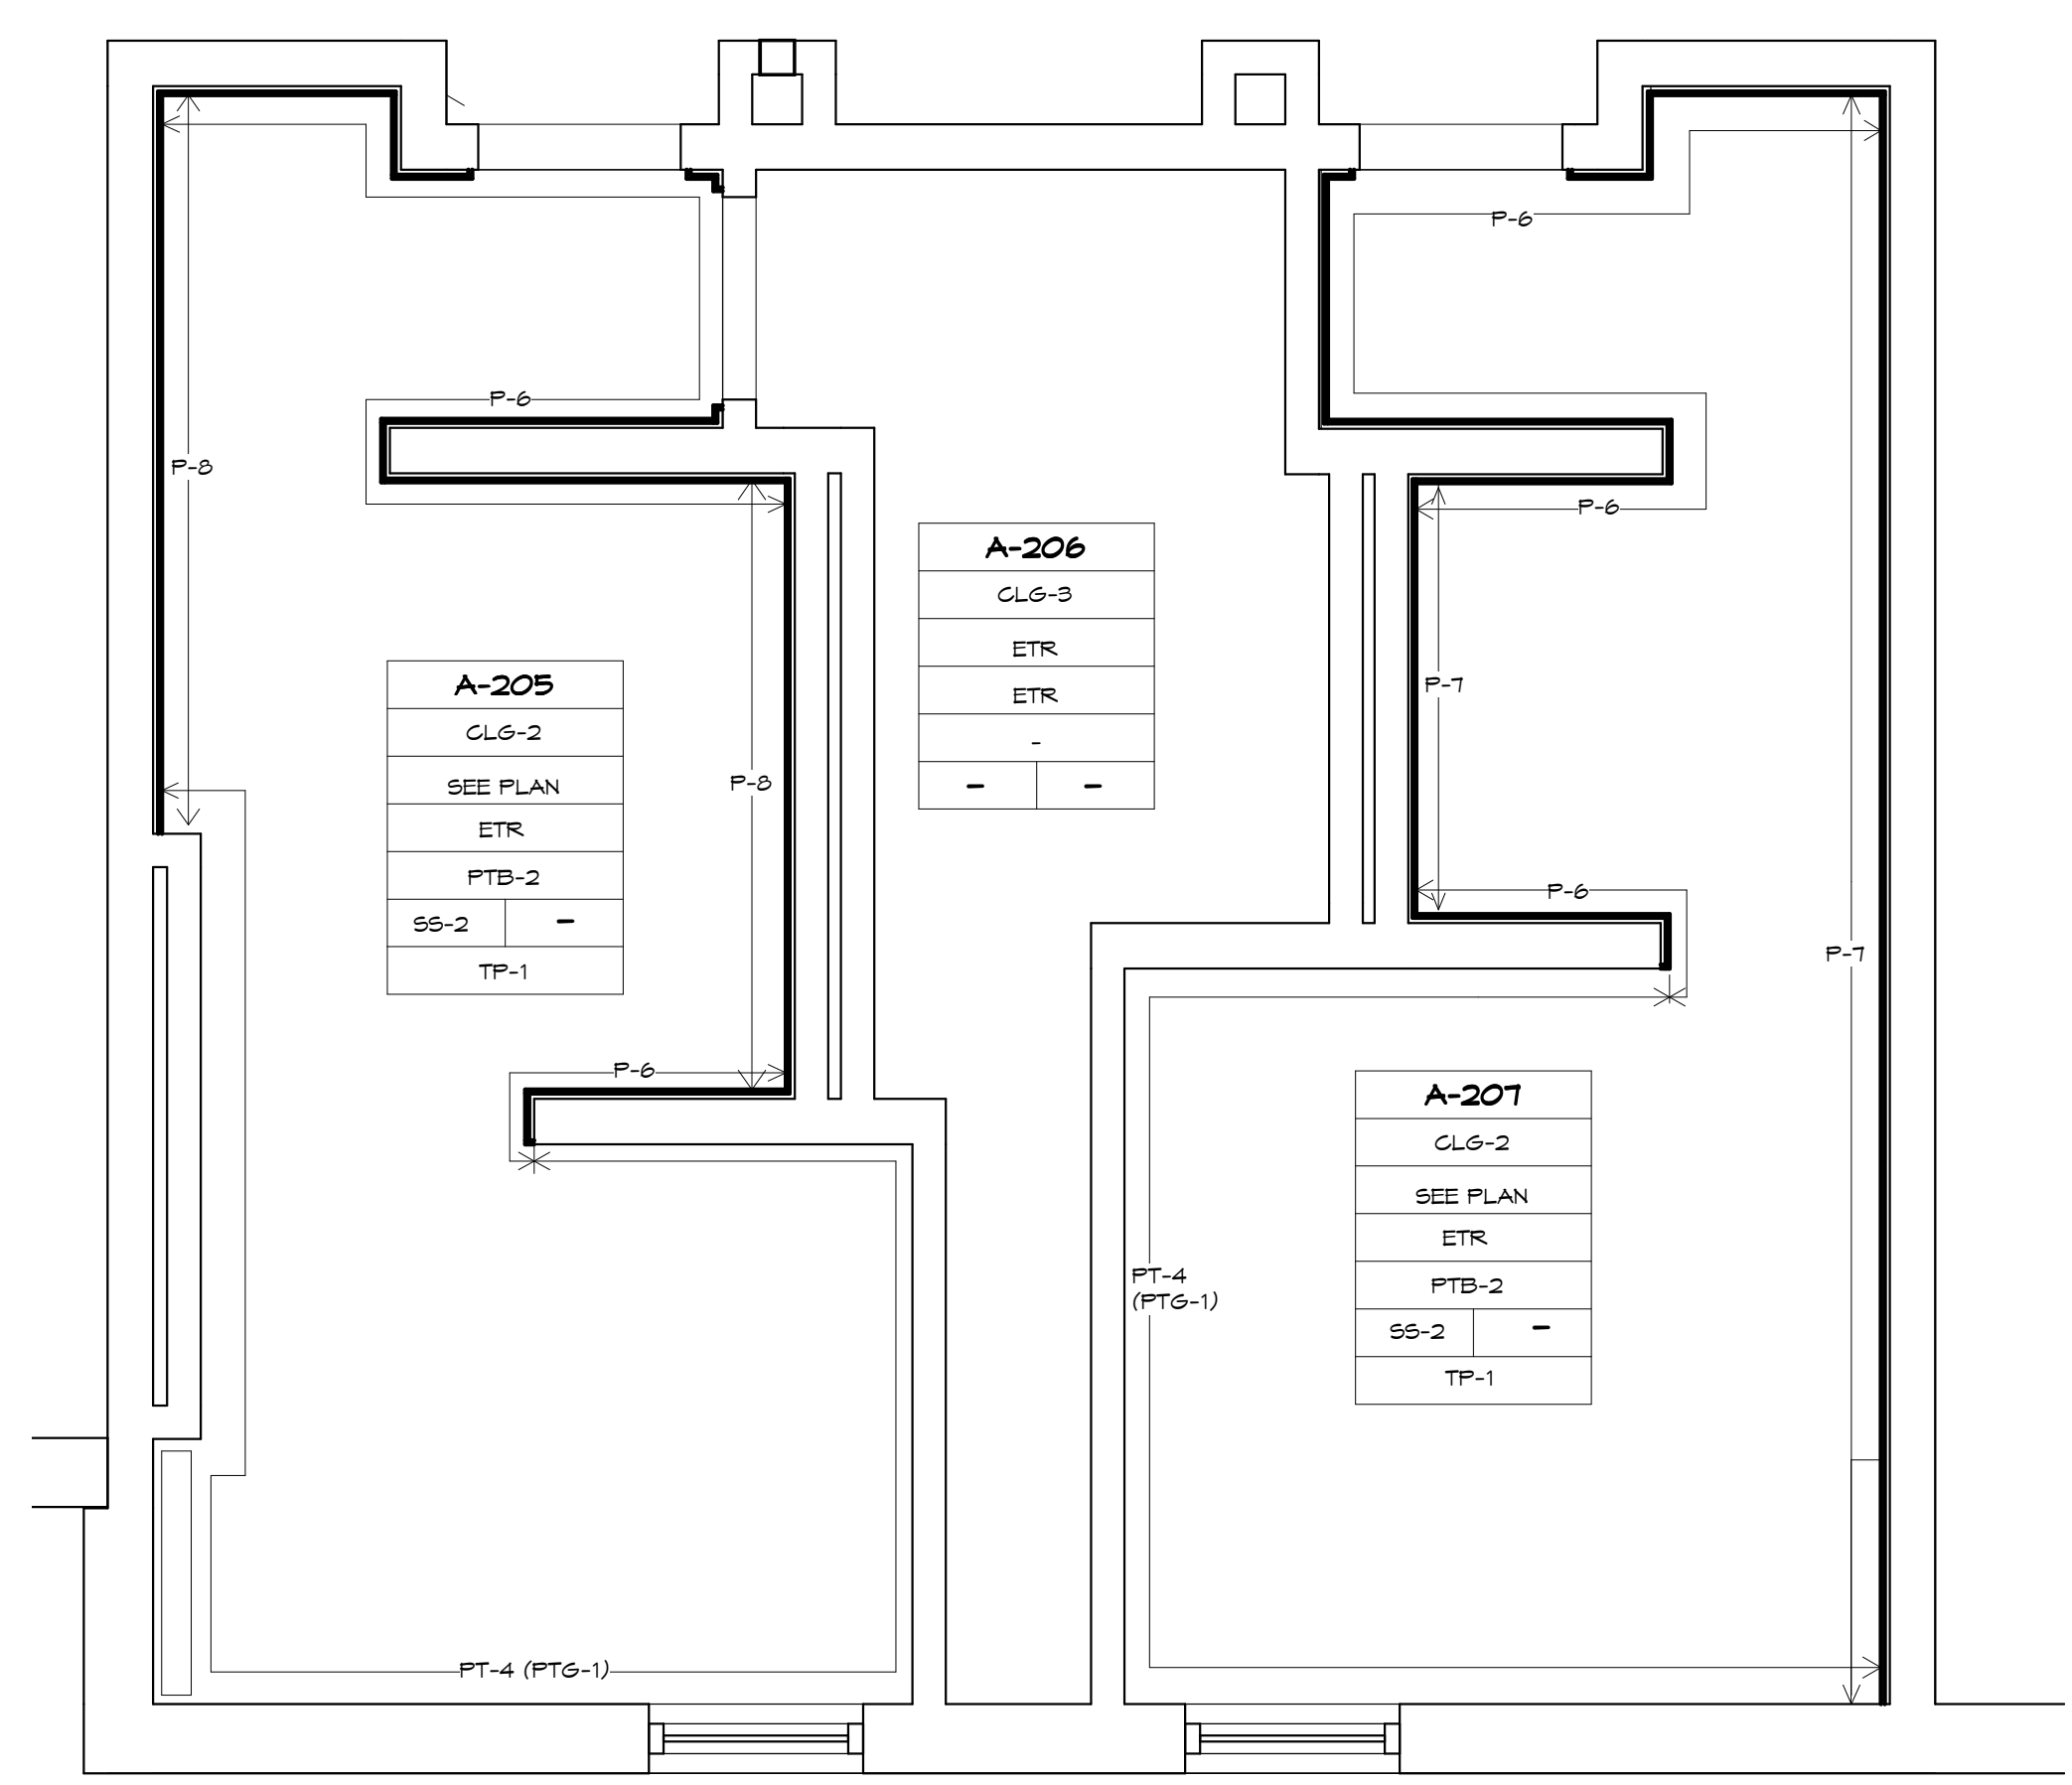 P-6
P-6
P-8
P-6
A-206
CLG-3
ETR
ETR
-
- -
A-205
CLG-2
SEE PLAN
ETR
PTB-2
SS-2 -
TP-1
P-8
P-7
P-6
P-7
P-6
A-207
CLG-2
SEE PLAN
ETR
PTB-2
SS-2 -
TP-1
PT-4
(PTG-1)
PT-4 (PTG-1)